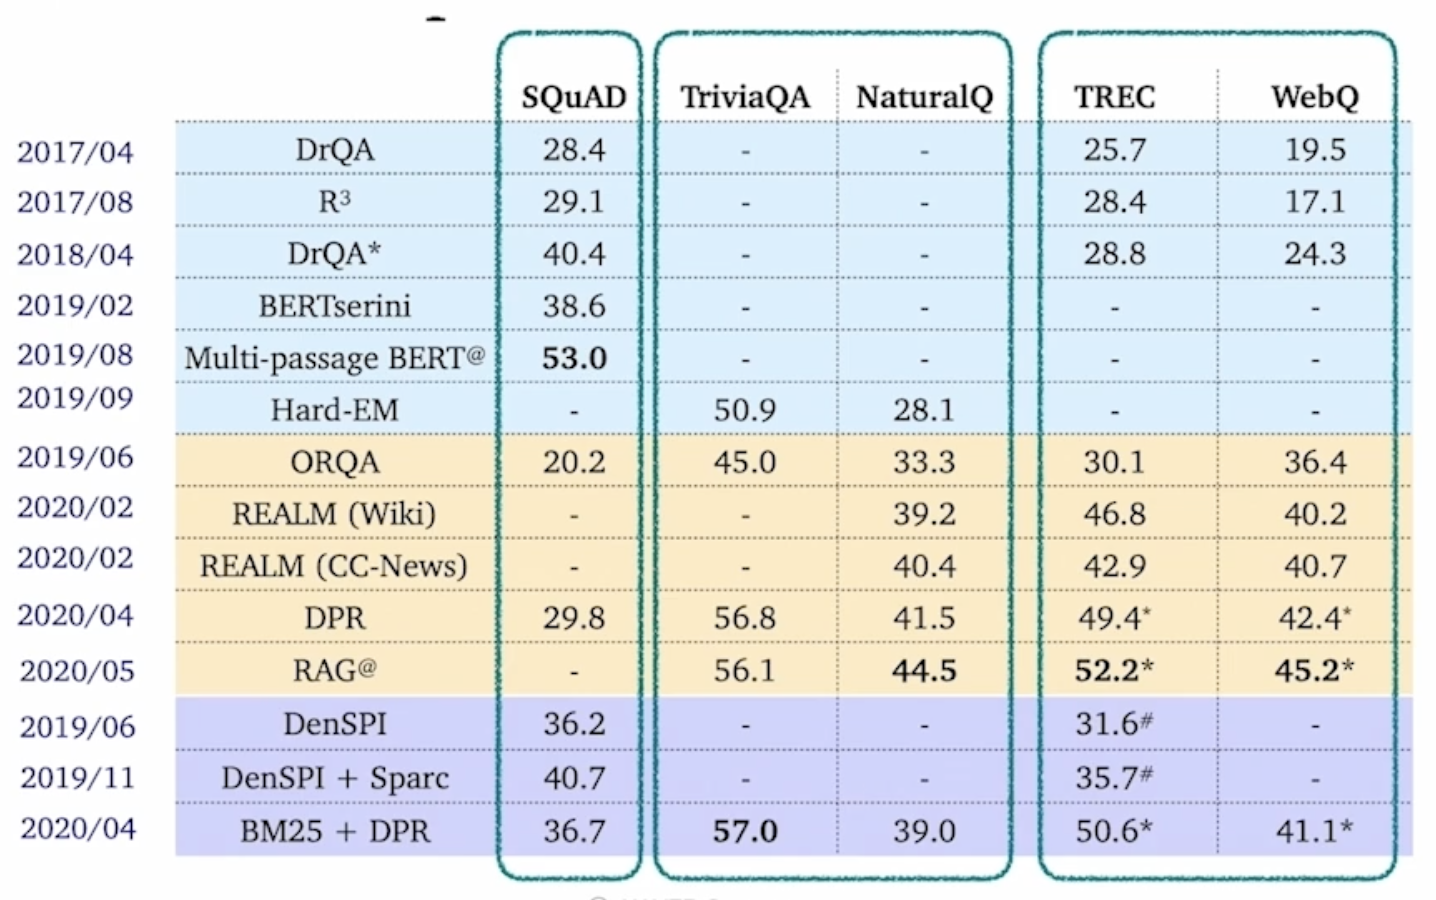 SQuAD TriviaQA NaturalQ TREC WebQ
2017/04 DrQA 28.4 - - 25.7 19.5
2017/08 R³ 29.1 - - 28.4 17.1
2018/04 DrQA* 40.4 - - 28.8 24.3
2019/02 BERTserini 38.6 - - - -
2019/08 Multi-passage BERT@ 53.0 - - - -
2019/09 Hard-EM - 50.9 28.1 - -
2019/06 ORQA 20.2 45.0 33.3 30.1 36.4
2020/02 REALM (Wiki) - - 39.2 46.8 40.2
2020/02 REALM (CC-News) - - 40.4 42.9 40.7
2020/04 DPR 29.8 56.8 41.5 49.4* 42.4*
2020/05 RAG@ - 56.1 44.5 52.2* 45.2*
2019/06 DenSPI 36.2 - - 31.6# -
2019/11 DenSPI + Sparc 40.7 - - 35.7# -
2020/04 BM25 + DPR 36.7 57.0 39.0 50.6* 41.1*